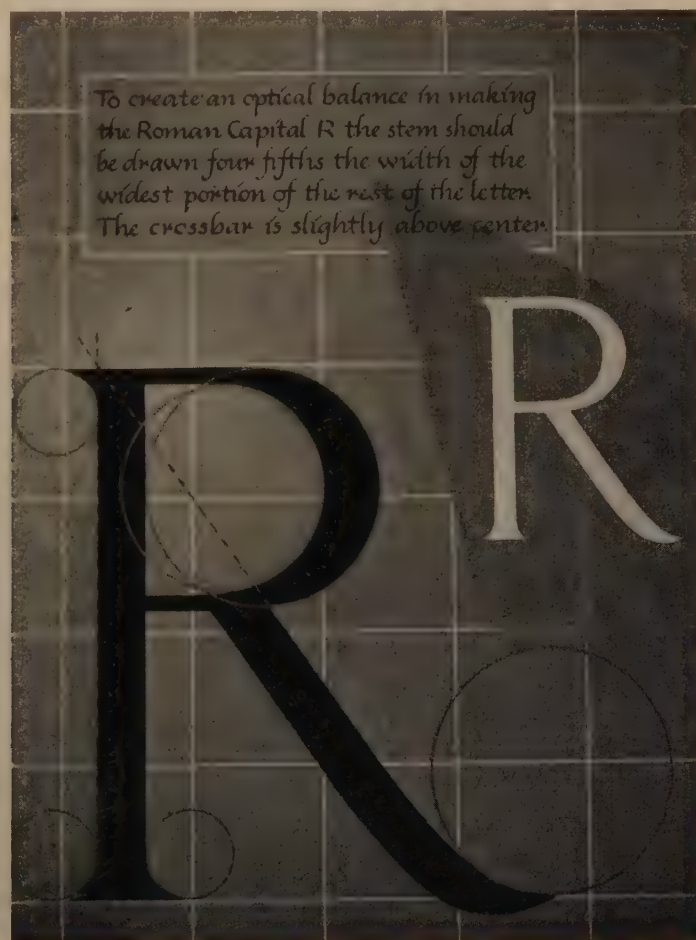 To create an optical balance in making
the Roman Capital R the stem should
be drawn four fifths the width of the
widest portion of the rest of the letter.
The crossbar is slightly above center.
R
R